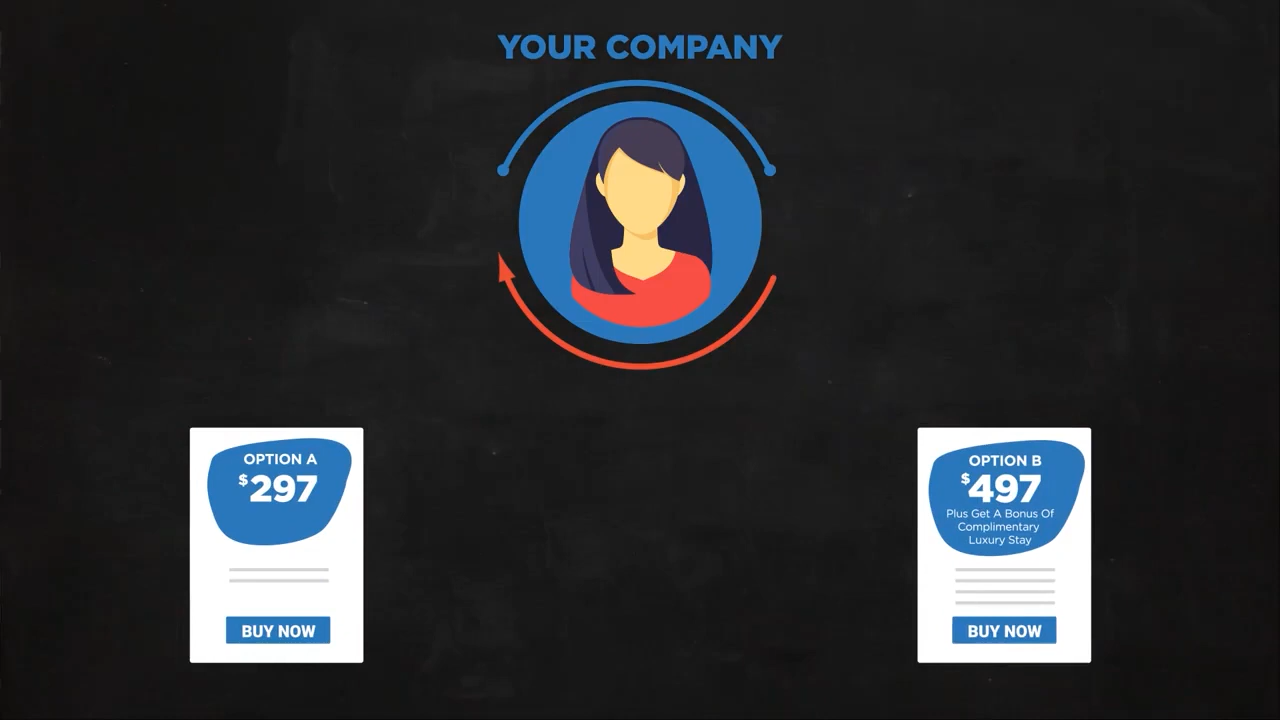 YOUR COMPANY
OPTION A
$297
BUY NOW
OPTION B
$497
Plus Get A Bonus Of
Complimentary
Luxury Stay
BUY NOW